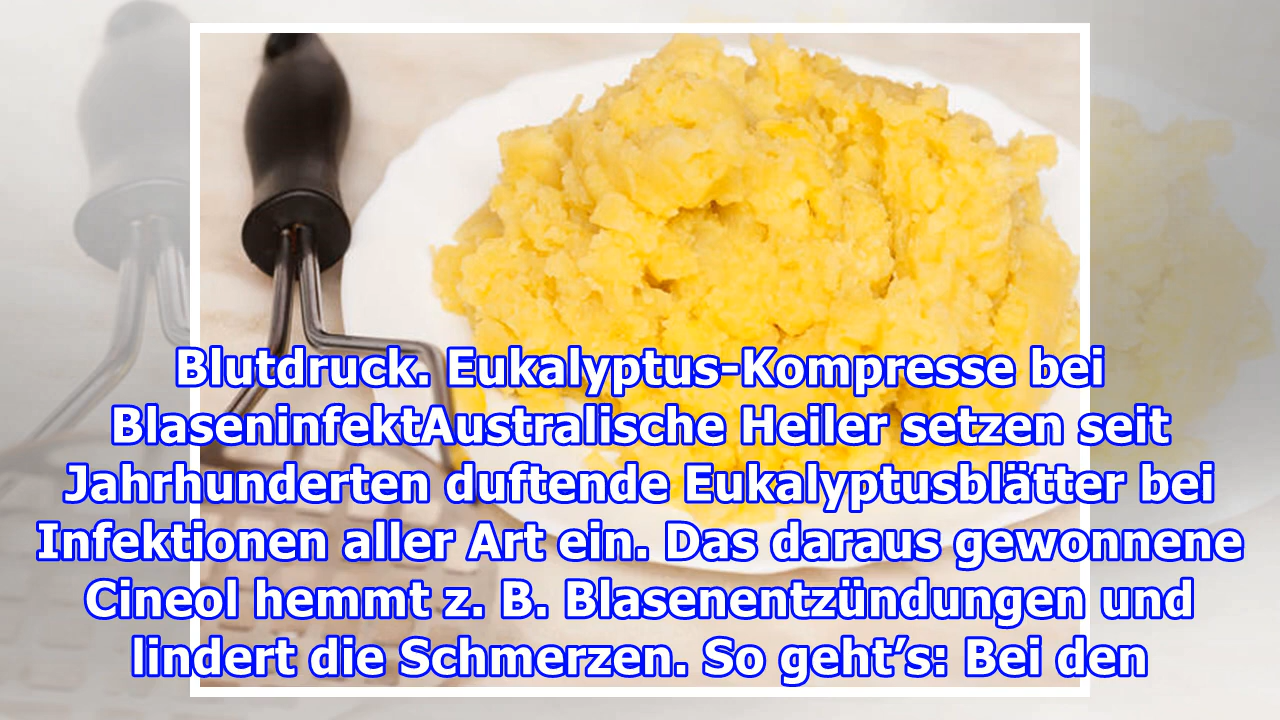 Blutdruck. Eukalyptus-Kompresse bei
BlaseninfektAustralische Heiler setzen seit
Jahrhunderten duftende Eukalyptusblätter bei
Infektionen aller Art ein. Das daraus gewonnene
Cineol hemmt z. B. Blasenentzündungen und
lindert die Schmerzen. So geht’s: Bei den